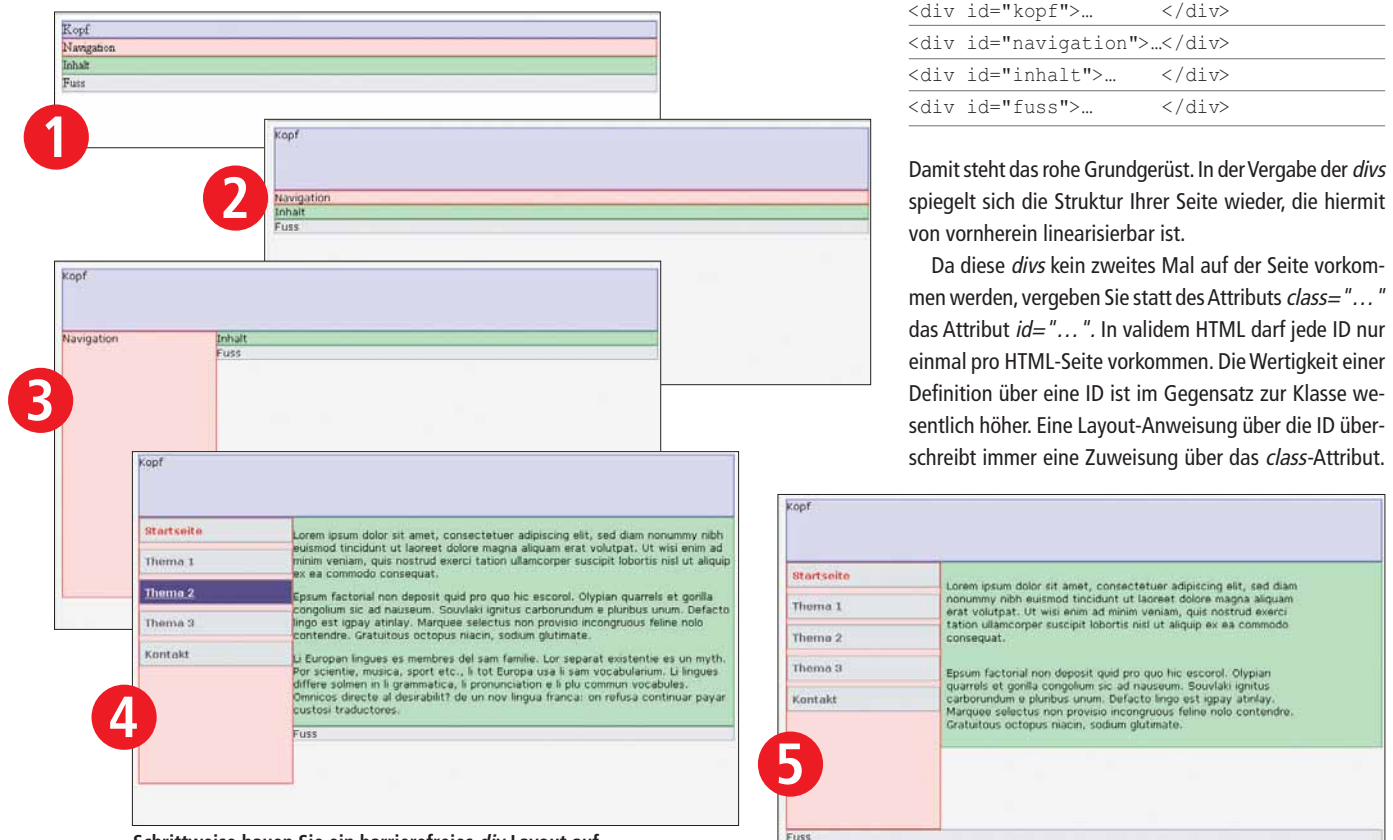 Kopf
Navigation
Inhalt
Fuss
1
Kopf
Navigation
Inhalt
Fuss
2
Kopf
Navigation
Inhalt
Fuss
3
Kopf
Startseite
Thema 1
Thema 2
Thema 3
Kontakt
Lorem ipsum dolor sit amet, consectetuer adipiscing elit, sed diam nonummy nibh
euismod tincidunt ut laoreet dolore magna aliquam erat volutpat. Ut wisi enim ad
minim veniam, quis nostrud exerci tation ullamcorper suscipit lobortis nisl ut aliquip
ex ea commodo consequat.
Epsum factorial non deposit quid pro quo hic escorol. Olypian quarrels et gorilla
congolium sic ad nauseum. Souvlaki ignitus carborundum e pluribus unum. Defacto
lingo est igpay atinlay. Marquee selectus non provisio incongruous feline nolo
contendre. Gratuitous octopus niacin, sodium glutimate.
Li Europan lingues es membres del sam familie. Lor separat existentie es un myth.
Por scientie, musica, sport etc., li tot Europa usa li sam vocabularium. Li lingues
differe solmen in li grammatica, li pronunciation e li plu commun vocabules.
Omnicos directe al desirabilit? de un nov lingua franca: on refusa continuar payar
custosi traductores.
Fuss
4
Schrittweise bauen Sie ein barrierefreies div-Layout auf
<div id="kopf">… </div>
<div id="navigation">…</div>
<div id="inhalt">… </div>
<div id="fuss">… </div>
Damit steht das rohe Grundgerüst. In der Vergabe der divs
spiegelt sich die Struktur Ihrer Seite wieder, die hiermit
von vornherein linearisierbar ist.
Da diese divs kein zweites Mal auf der Seite vorkom-
men werden, vergeben Sie statt des Attributs class="..."
das Attribut id="...". In validem HTML darf jede ID nur
einmal pro HTML-Seite vorkommen. Die Wertigkeit einer
Definition über eine ID ist im Gegensatz zur Klasse we-
sentlich höher. Eine Layout-Anweisung über die ID über-
schreibt immer eine Zuweisung über das class-Attribut.
Kopf
Startseite
Thema 1
Thema 2
Thema 3
Kontakt
Lorem ipsum dolor sit amet, consectetuer adipiscing elit, sed diam
nonummy nibh euismod tincidunt ut laoreet dolore magna aliquam
erat volutpat. Ut wisi enim ad minim veniam, quis nostrud exerci
tation ullamcorper suscipit lobortis nisl ut aliquip ex ea commodo
consequat.
Epsum factorial non deposit quid pro quo hic escorol. Olypian
quarrels et gorilla congolium sic ad nauseum. Souvlaki ignitus
carborundum e pluribus unum. Defacto lingo est igpay atinlay.
Marquee selectus non provisio incongruous feline nolo contendre.
Gratuitous octopus niacin, sodium glutimate.
5
Fuss